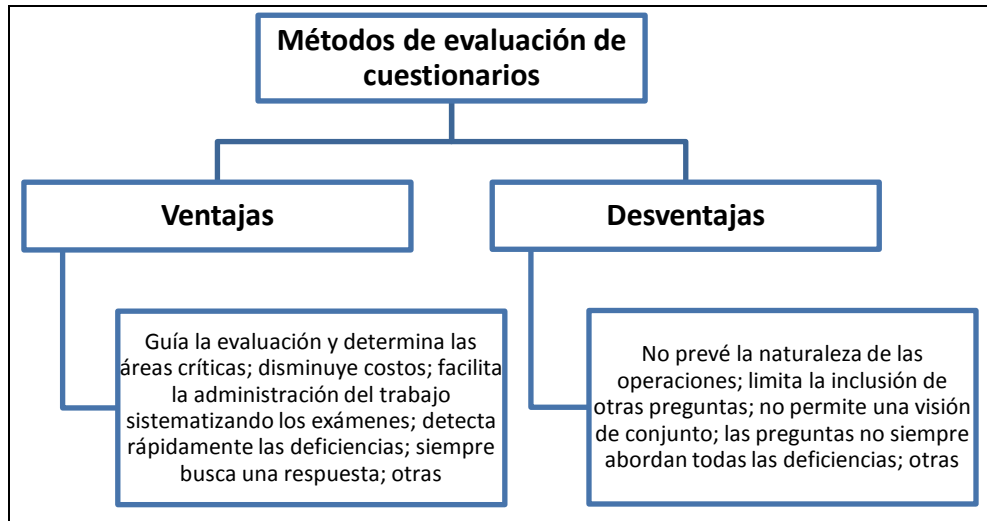 Métodos de evaluación de
cuestionarios
Ventajas
Desventajas
Guía la evaluación y determina las
áreas críticas; disminuye costos; facilita
la administración del trabajo
sistematizando los exámenes; detecta
rápidamente las deficiencias; siempre
busca una respuesta; otras
No prevé la naturaleza de las
operaciones; limita la inclusión de
otras preguntas; no permite una visión
de conjunto; las preguntas no siempre
abordan todas las deficiencias; otras